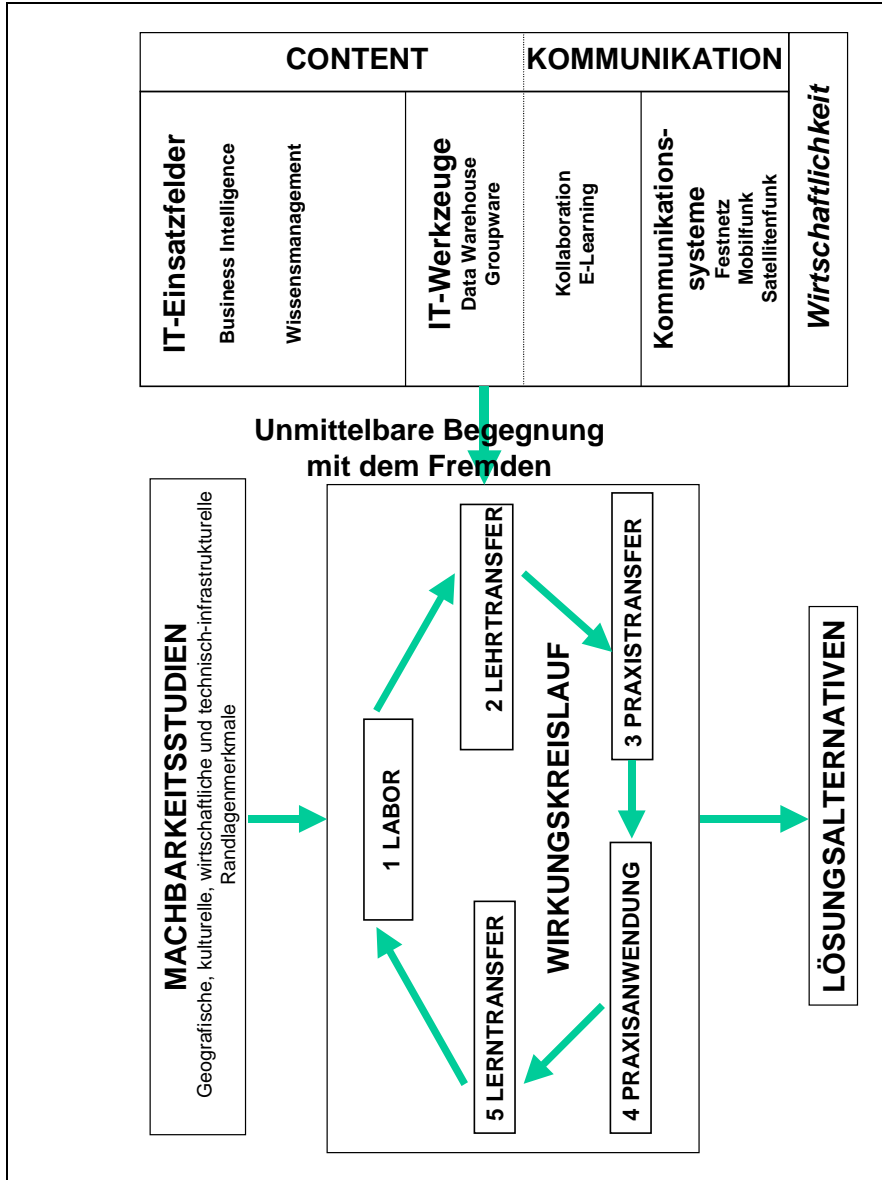 CONTENT
KOMMUNIKATION
IT-Einsatzfelder
Business Intelligence
Wissensmanagement
IT-Werkzeuge
Data Warehouse
Groupware
Kollaboration
E-Learning
Kommunikations-
systeme
Festnetz
Mobilfunk
Satellitenfunk
Wirtschaftlichkeit
Unmittelbare Begegnung
mit dem Fremden
MACHBARKEITSSTUDIEN
Geografische, kulturelle, wirtschaftliche und technisch-infrastrukturelle
Randlagenmerkmale
1 LABOR
2 LEHRTRANSFER
3 PRAXISTRANSFER
4 PRAXISANWENDUNG
5 LERNTRANSFER
WIRKUNGSKREISLAUF
LÖSUNGSALTERNATIVEN